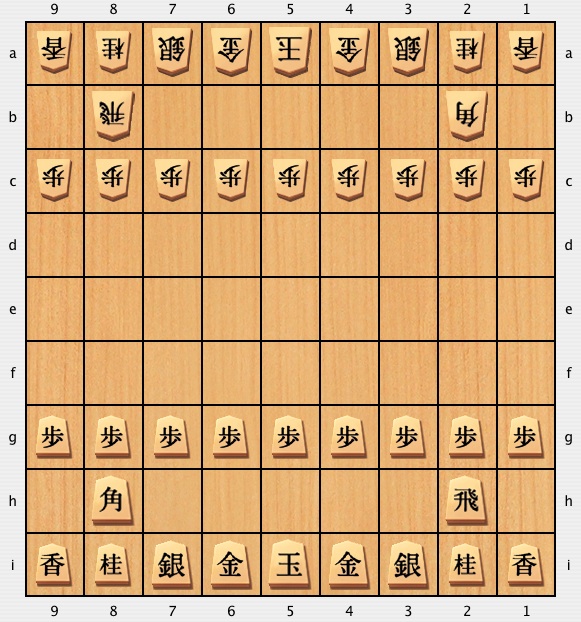 9 8 7 6 5 4 3 2 1
a 香 桂 銀 金 王 金 銀 桂 香 a
b 飛 角 b
c 歩 歩 歩 歩 歩 歩 歩 歩 歩 c
d d
e e
f f
g 歩 歩 歩 歩 歩 歩 歩 歩 歩 g
h 角 飛 h
i 香 桂 銀 金 玉 金 銀 桂 香 i
9 8 7 6 5 4 3 2 1